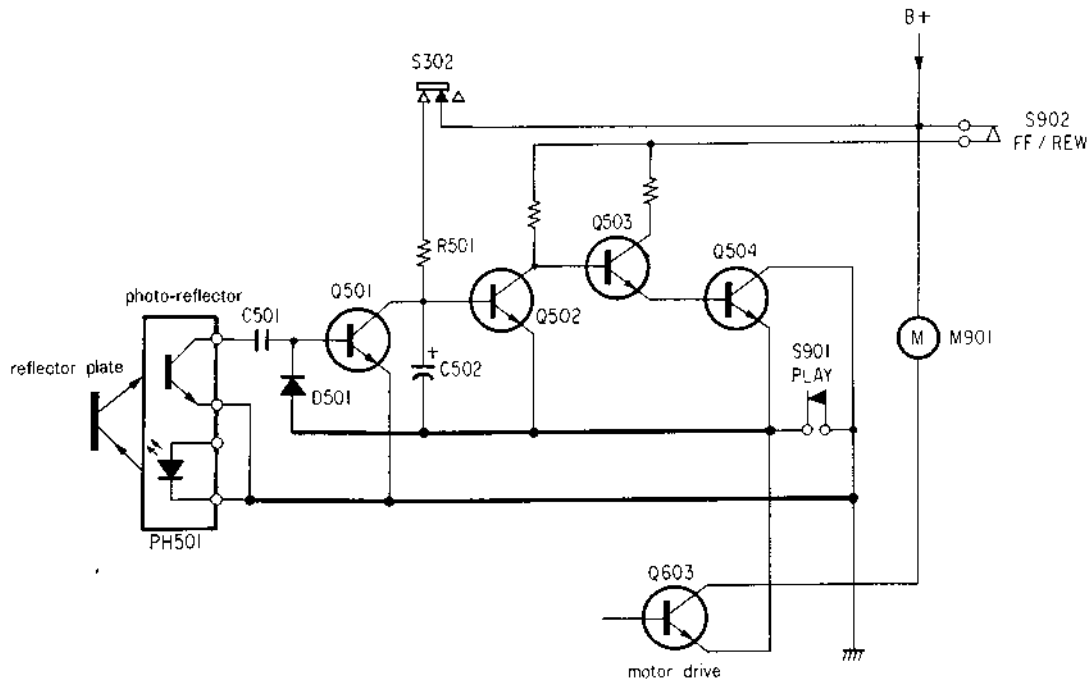 B+
S302
S902
FF / REW
Q503
R501
Q504
photo-reflector
Q501
C501
Q502
+
C502
M
M901
S901
PLAY
reflector plate
D501
PH501
Q603
motor drive